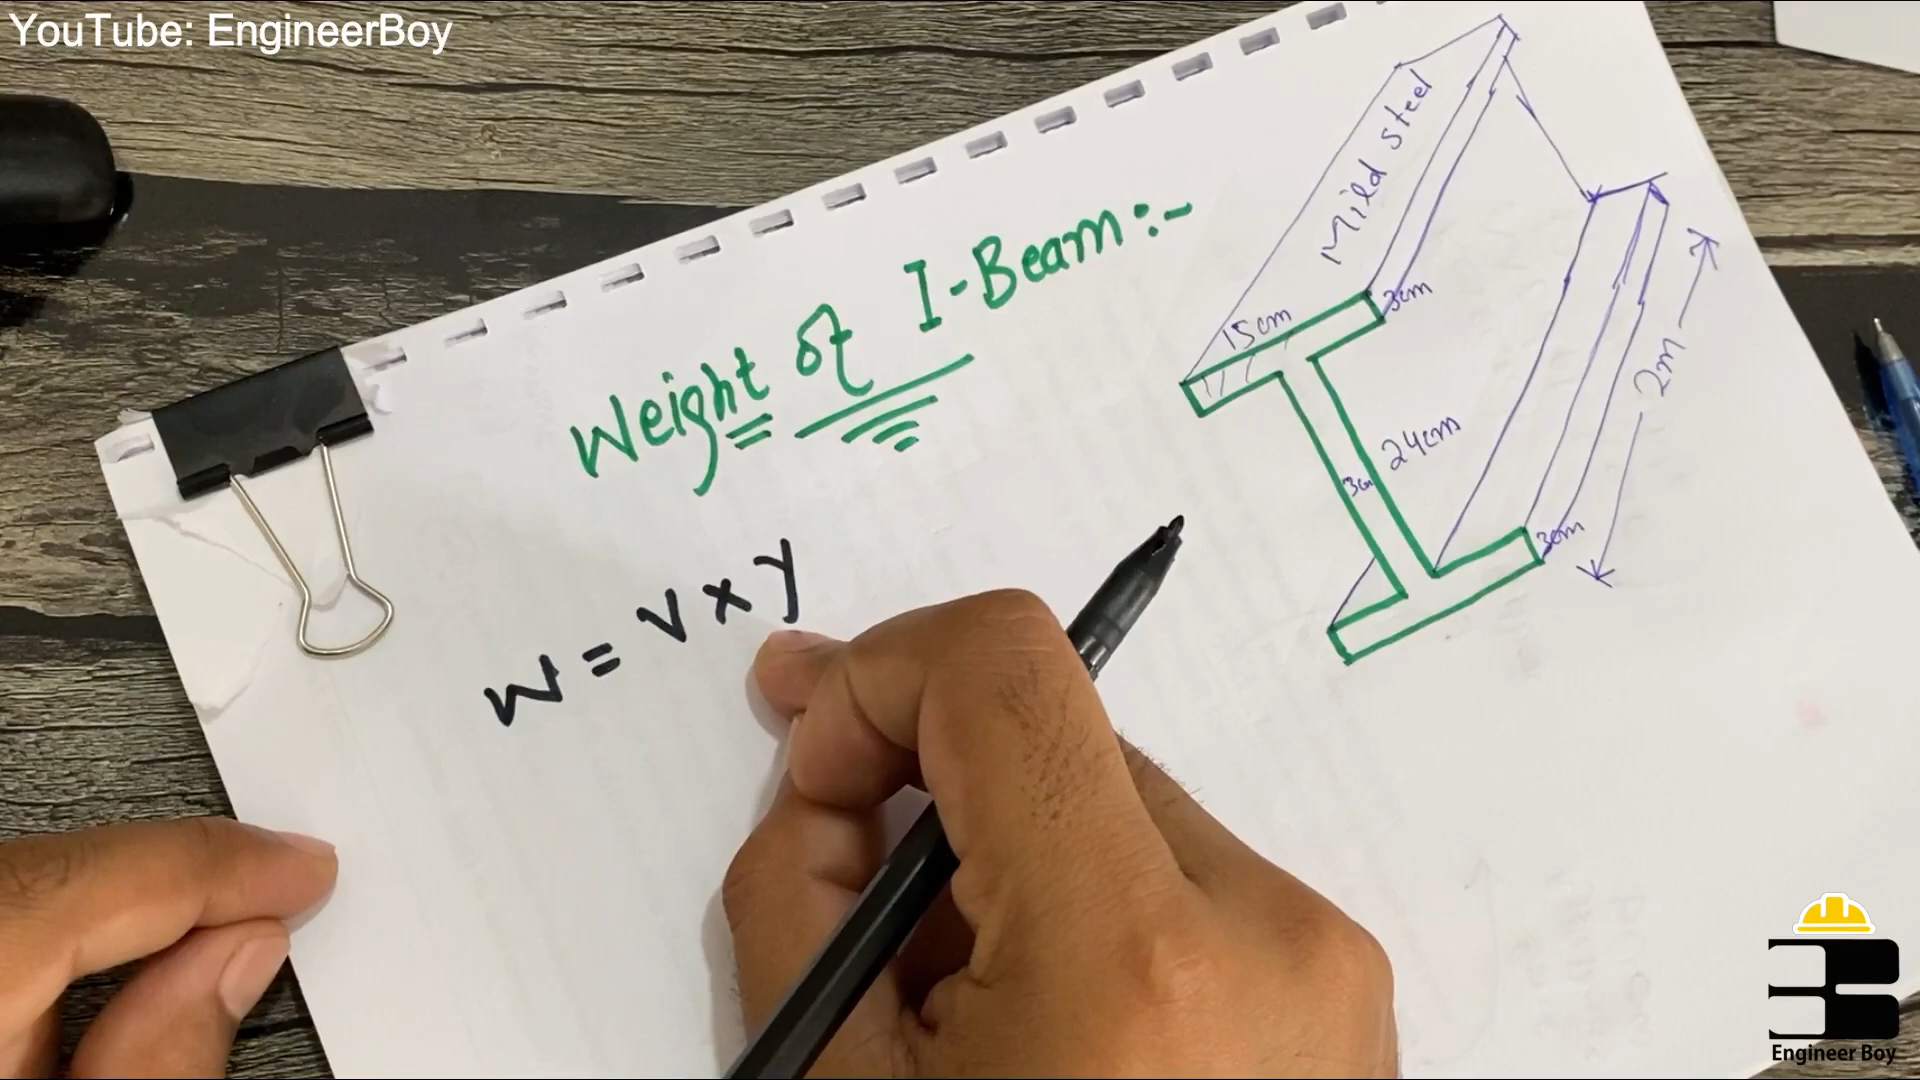 YouTube: EngineerBoy
Weight of I-Beam:-
W = V x y
Mild steel
15cm
3cm
24cm
3cm
3cm
2m
Engineer Boy